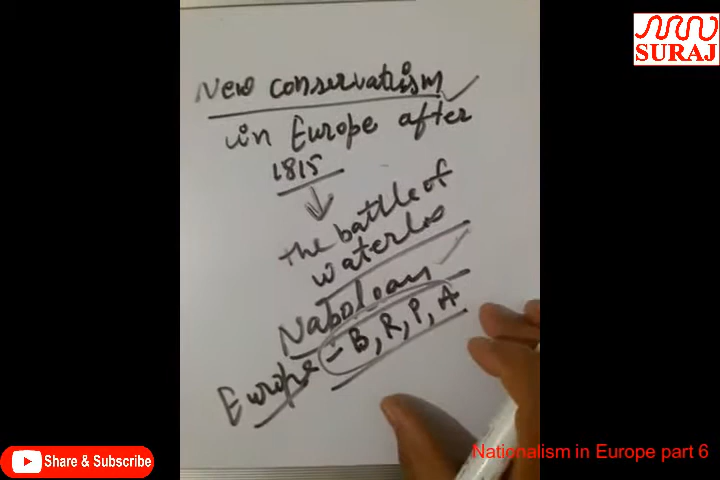 SURAJ
New conservatism
in Europe after
1815
the battle of
waterloo
Naboloan
Europe - B, R, P, A
Share & Subscribe
Nationalism in Europe part 6